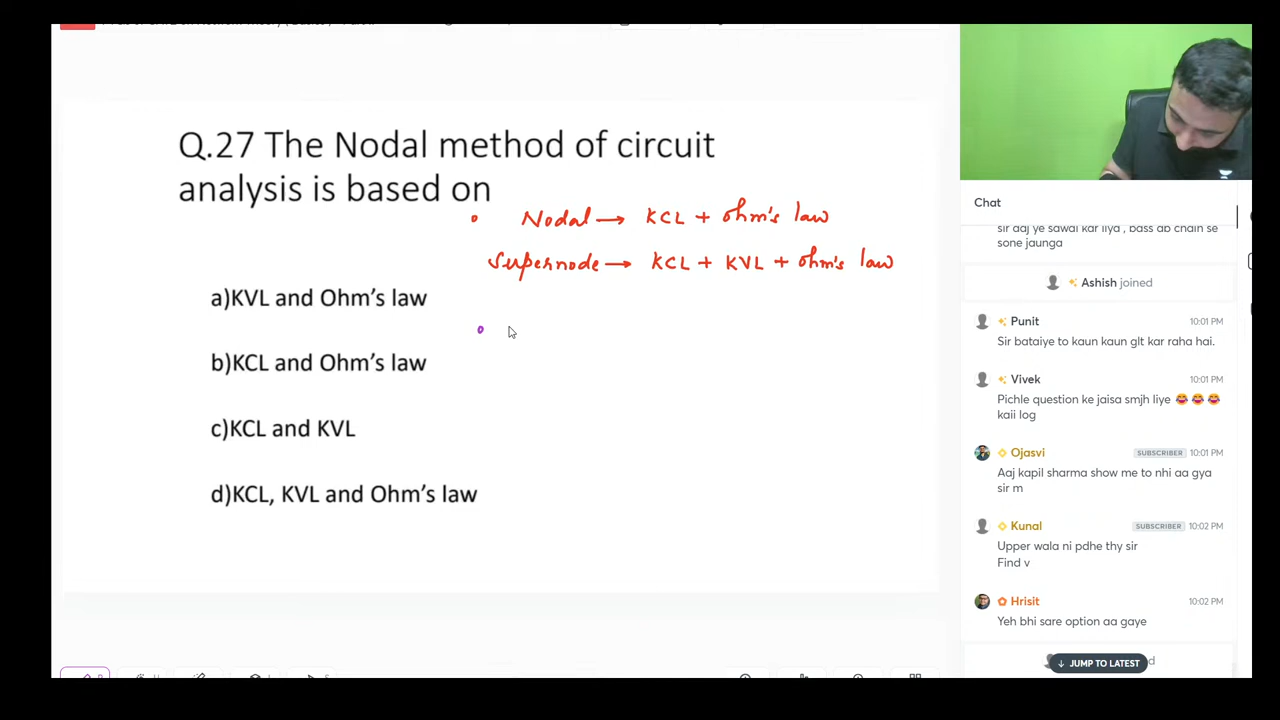 Q.27 The Nodal method of circuit
analysis is based on
Nodal → KCL + ohm's law
Supernode → KCL + KVL + ohm's law
a)KVL and Ohm's law
b)KCL and Ohm's law
c)KCL and KVL
d)KCL, KVL and Ohm's law
Chat
sir aaj ye sawal kar liya , bass ab chain se
sone jaunga
Ashish joined
Punit 10:01 PM
Sir bataiye to kaun kaun glt kar raha hai.
Vivek 10:01 PM
Pichle question ke jaisa smjh liye 😂 😂 😂
kaii log
Ojasvi SUBSCRIBER 10:01 PM
Aaj kapil sharma show me to nhi aa gya
sir m
Kunal SUBSCRIBER 10:02 PM
Upper wala ni pdhe thy sir
Find v
Hrisit 10:02 PM
Yeh bhi sare option aa gaye
↓ JUMP TO LATEST